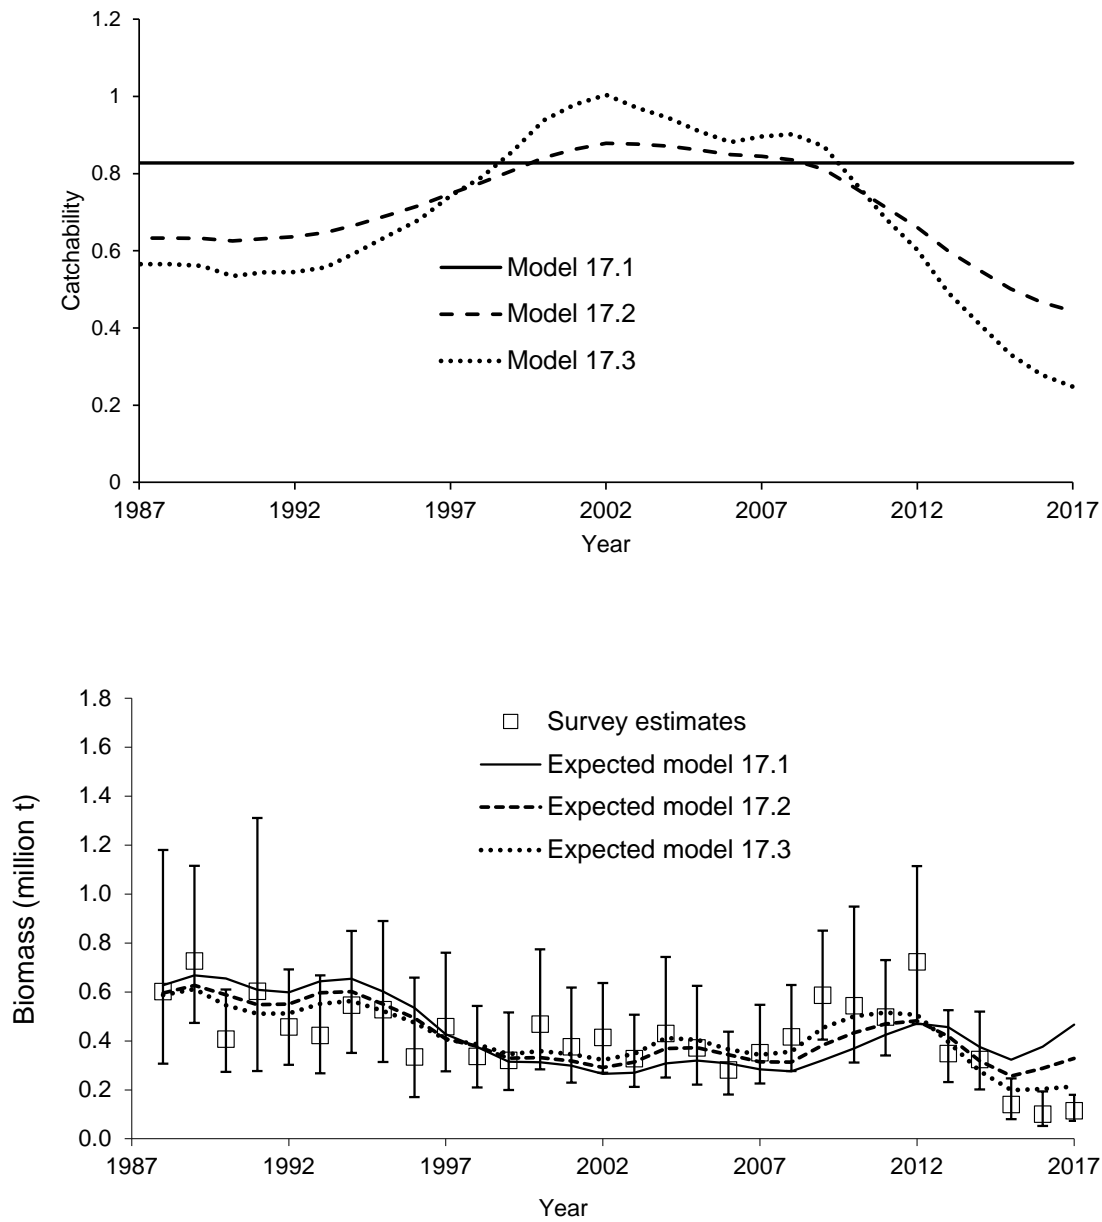 1.2
1
0.8
0.6
0.4
0.2
0
Catchability
Model 17.1
Model 17.2
Model 17.3
1987 1992 1997 2002 2007 2012 2017
Year
1.8
1.6
1.4
1.2
1.0
0.8
0.6
0.4
0.2
0.0
Biomass (million t)
Survey estimates
Expected model 17.1
Expected model 17.2
Expected model 17.3
1987 1992 1997 2002 2007 2012 2017
Year